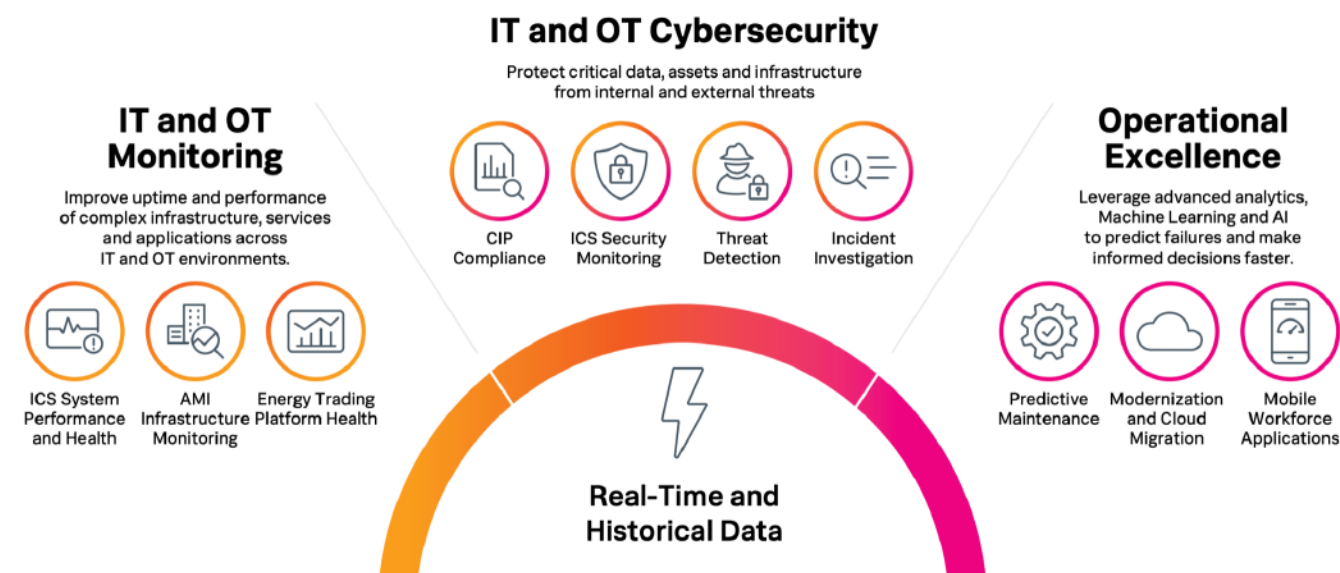 IT and OT Cybersecurity
Protect critical data, assets and infrastructure
from internal and external threats
CIP
Compliance
ICS Security
Monitoring
Threat
Detection
Incident
Investigation
IT and OT
Monitoring
Improve uptime and performance
of complex infrastructure, services
and applications across
IT and OT environments.
ICS System
Performance
and Health
AMI
Infrastructure
Monitoring
Energy Trading
Platform Health
Operational
Excellence
Leverage advanced analytics,
Machine Learning and AI
to predict failures and make
informed decisions faster.
Predictive
Maintenance
Modernization
and Cloud
Migration
Mobile
Workforce
Applications
Real-Time and
Historical Data